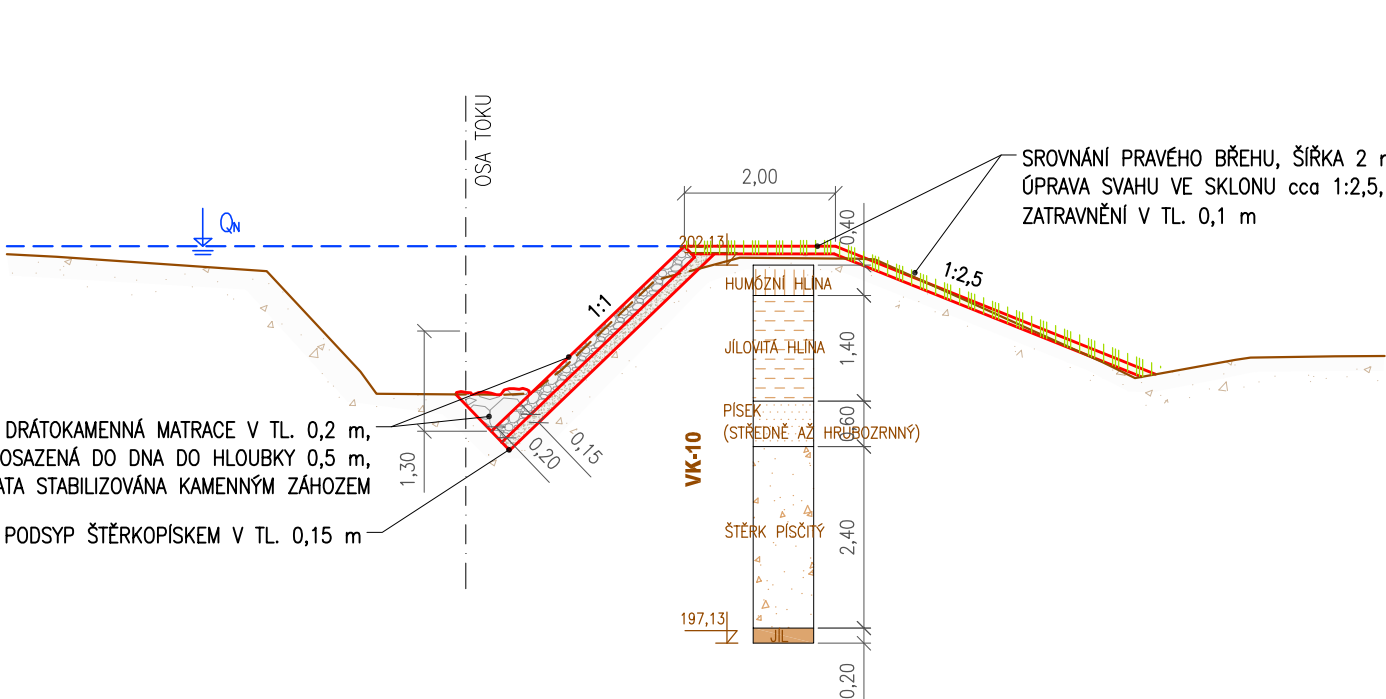 OSA TOKU
QN
2,00
202,13
0,40
SROVNÁNÍ PRAVÉHO BŘEHU, ŠÍŘKA 2
ÚPRAVA SVAHU VE SKLONU cca 1:2,5,
ZATRAVNĚNÍ V TL. 0,1 m
1:2,5
1:1
HUMÓZNÍ HLÍNA
JÍLOVITÁ HLÍNA
1,40
PÍSEK
(STŘEDNĚ AŽ HRUBOZRNNÝ)
0,60
VK-10
ŠTĚRK PÍSČITÝ
2,40
197,13
JÍL
0,20
DRÁTOKAMENNÁ MATRACE V TL. 0,2 m,
OSAZENÁ DO DNA DO HLOUBKY 0,5 m,
ATA STABILIZOVÁNA KAMENNÝM ZÁHOZEM
PODSYP ŠTĚRKOPÍSKEM V TL. 0,15 m
1,30
0,20
0,15